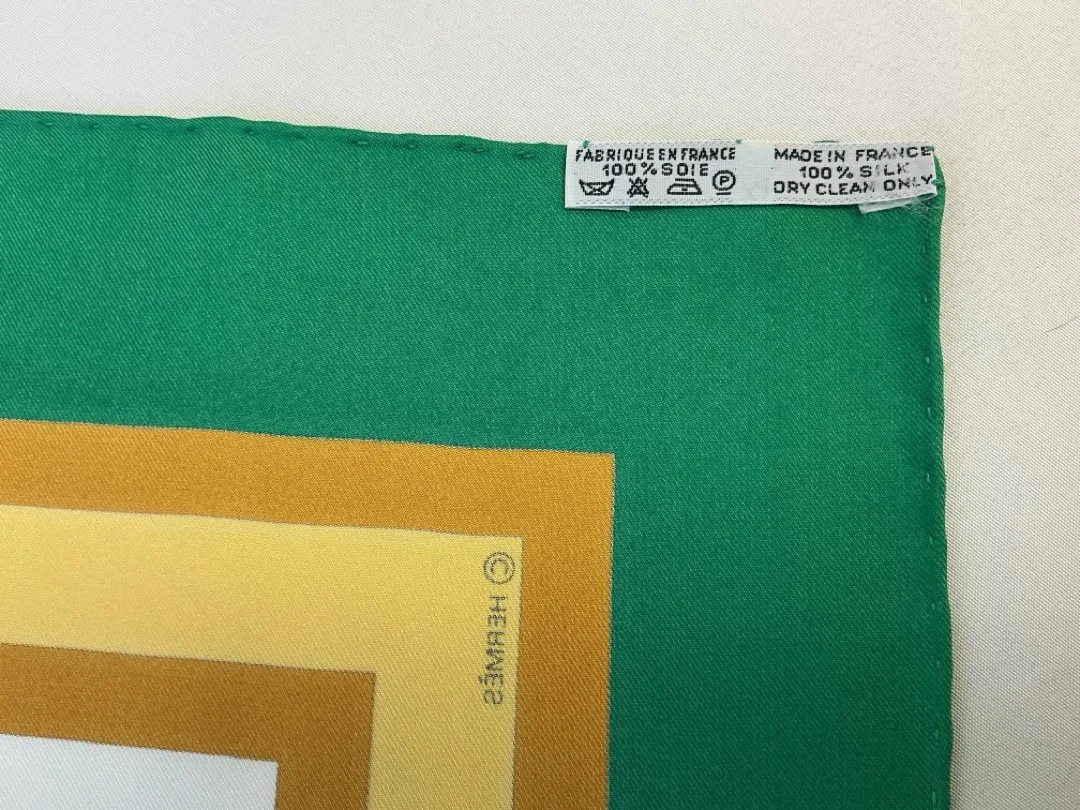 FABRIQUE EN FRANCE
100% SOIE
MADE IN FRANCE
100% SILK
DRY CLEAN ONLY
© HERMÈS